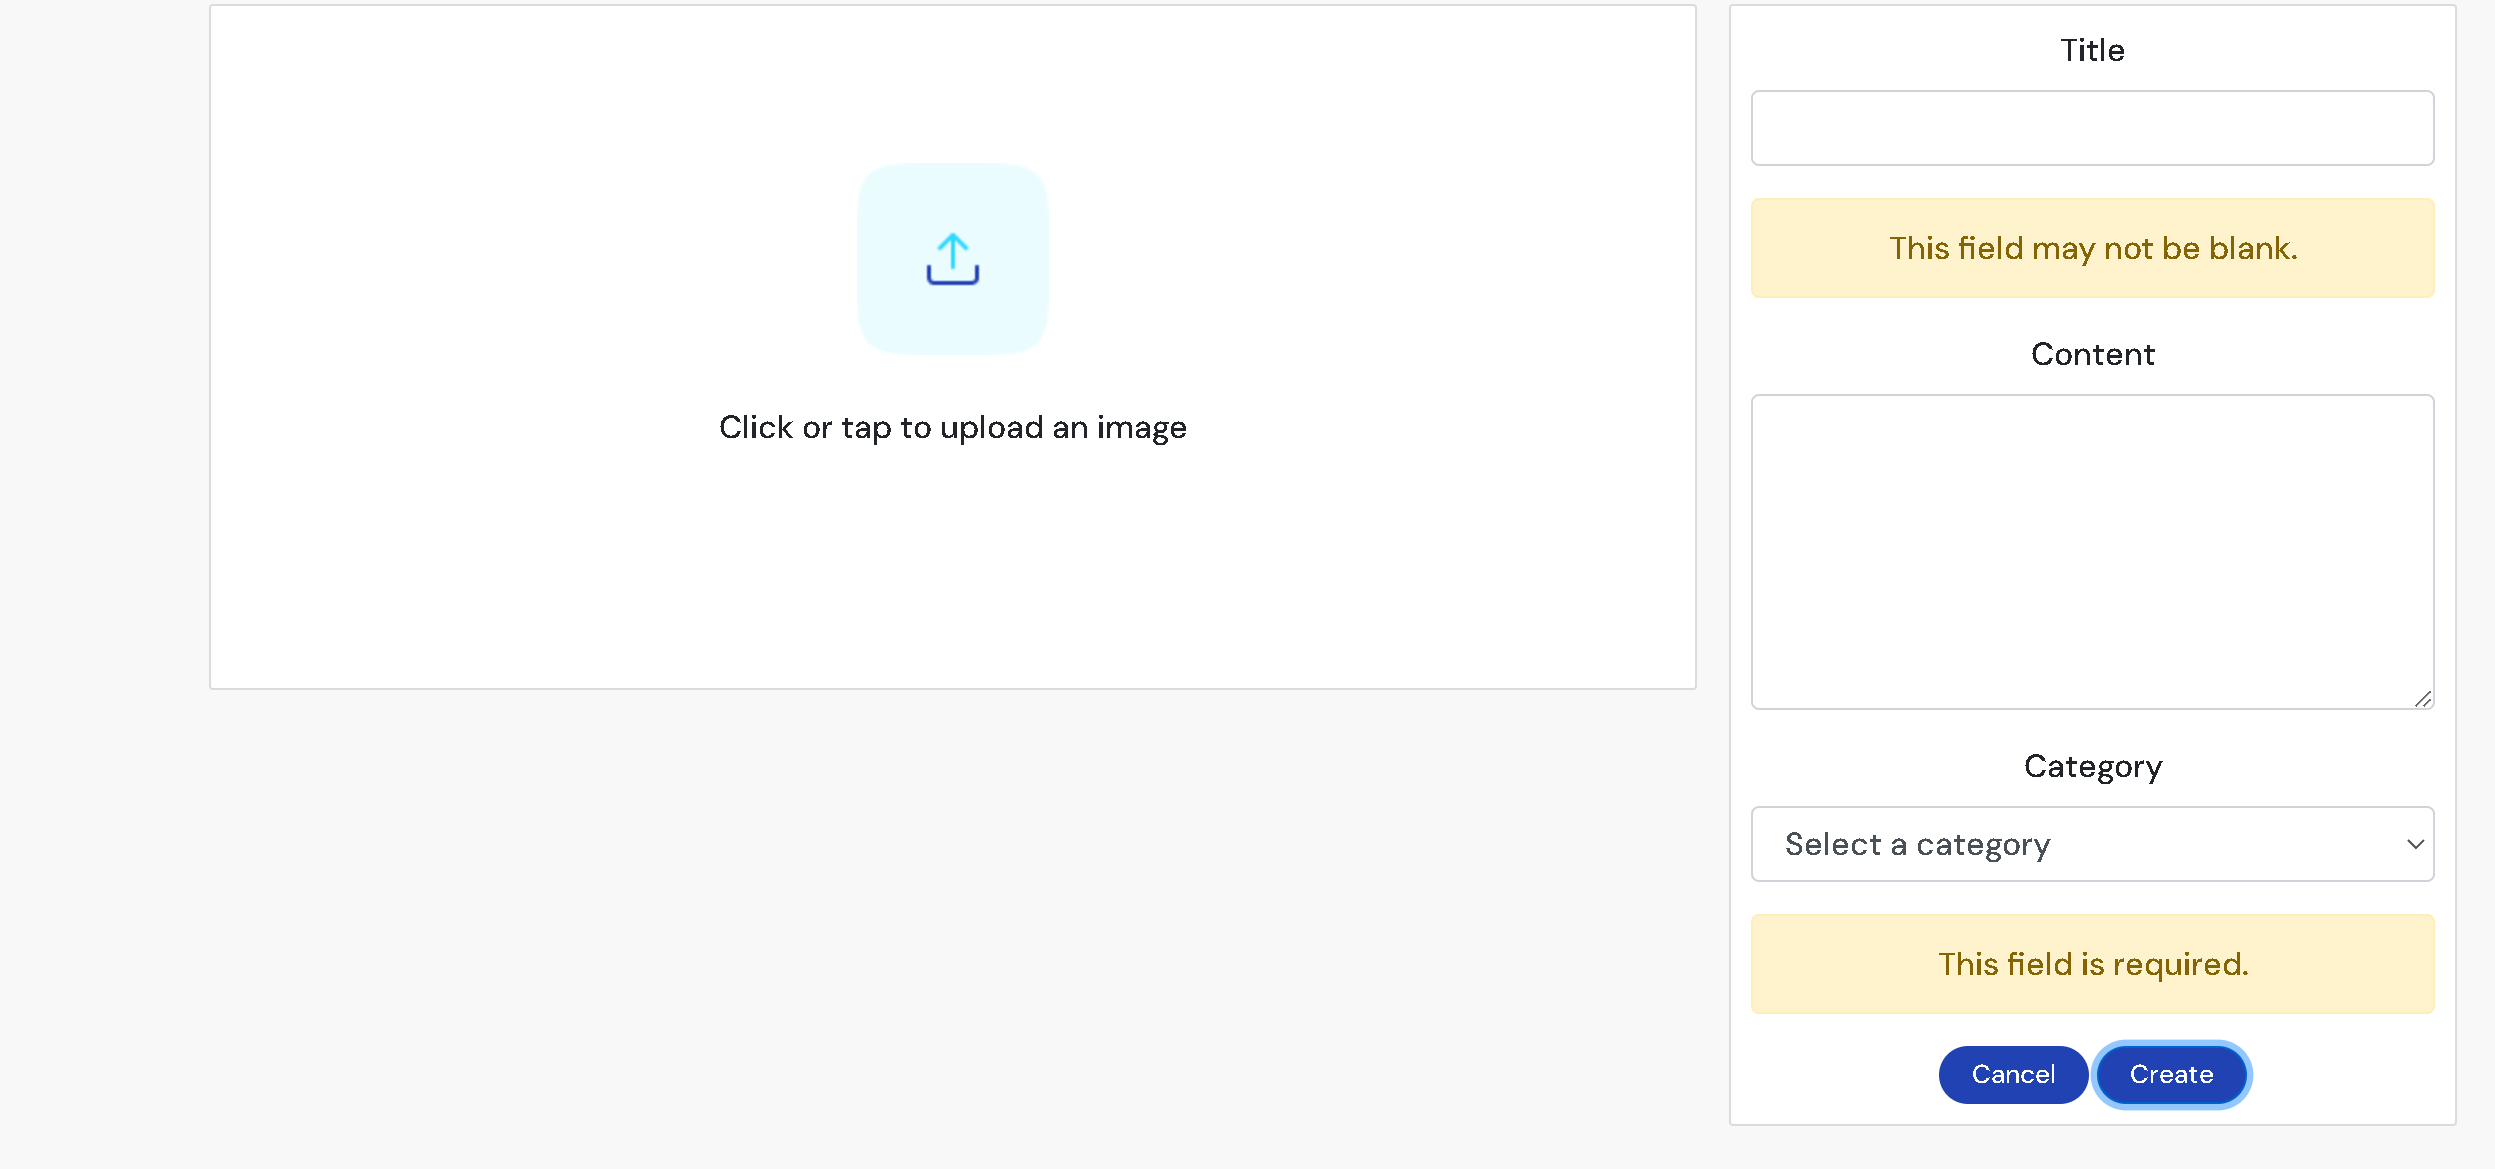 Click or tap to upload an image
Title
This field may not be blank.
Content
Category
Select a category
This field is required.
Cancel
Create